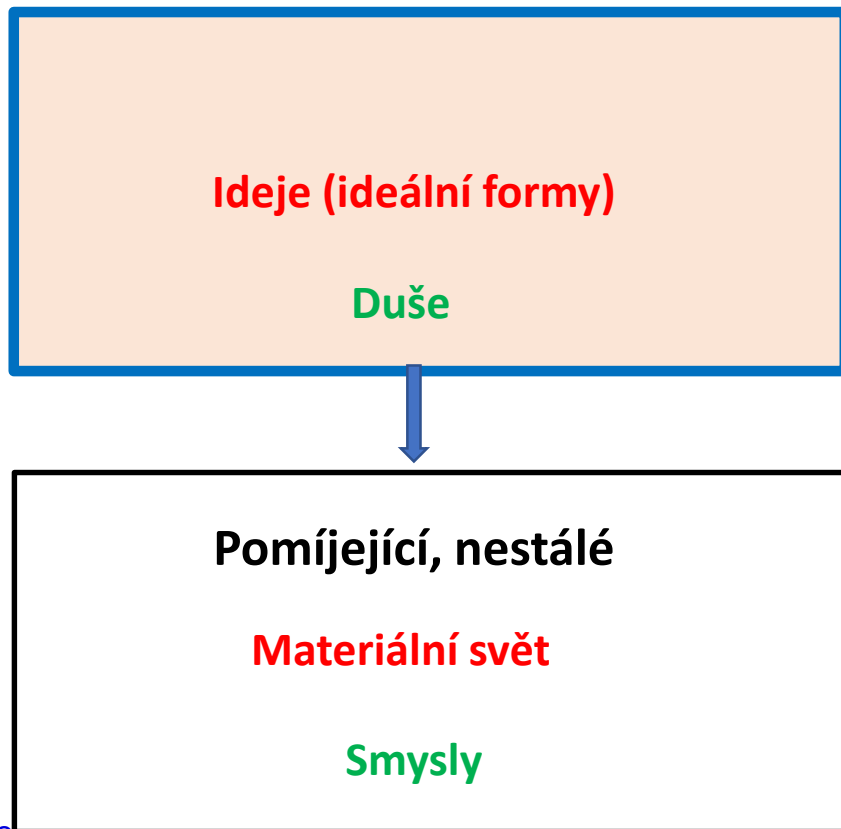 Ideje (ideální formy)
Duše
Pomíjející, nestálé
Materiální svět
Smysly